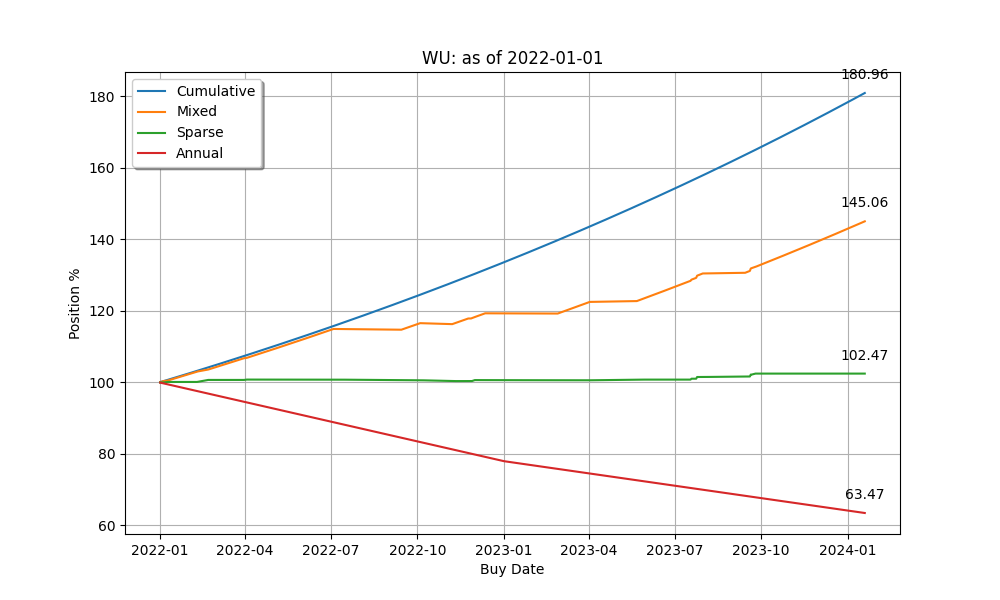 WU: as of 2022-01-01
180.96
Cumulative
Mixed
Sparse
Annual
145.06
102.47
63.47
180
160
140
120
100
80
60
Position %
2022-01 2022-04 2022-07 2022-10 2023-01 2023-04 2023-07 2023-10 2024-01
Buy Date